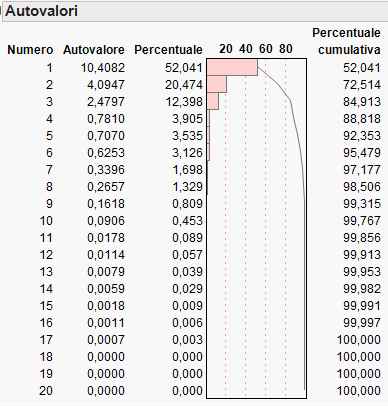 Autovalori
Percentuale
Numero Autovalore Percentuale 20 40 60 80 cumulativa
1 10,4082 52,041 52,041
2 4,0947 20,474 72,514
3 2,4797 12,398 84,913
4 0,7810 3,905 88,818
5 0,7070 3,535 92,353
6 0,6253 3,126 95,479
7 0,3396 1,698 97,177
8 0,2657 1,329 98,506
9 0,1618 0,809 99,315
10 0,0906 0,453 99,767
11 0,0178 0,089 99,856
12 0,0114 0,057 99,913
13 0,0079 0,039 99,953
14 0,0059 0,029 99,982
15 0,0018 0,009 99,991
16 0,0011 0,006 99,997
17 0,0007 0,003 100,000
18 0,0000 0,000 100,000
19 0,0000 0,000 100,000
20 0,0000 0,000 100,000